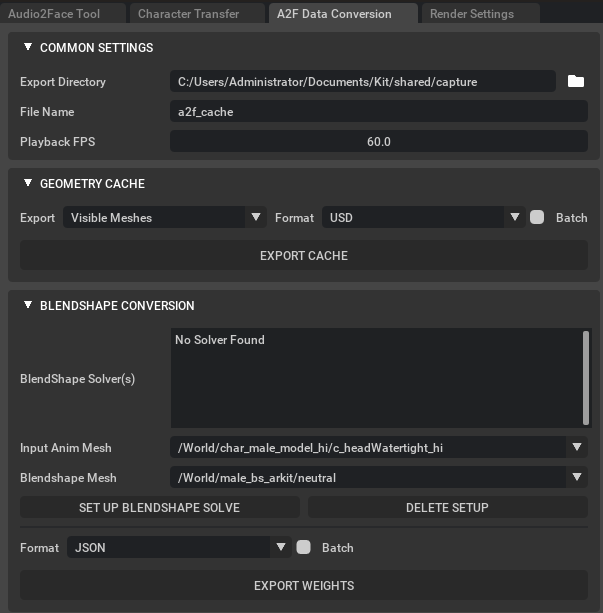 Audio2Face Tool Character Transfer A2F Data Conversion Render Settings
COMMON SETTINGS
Export Directory C:/Users/Administrator/Documents/Kit/shared/capture
File Name a2f_cache
Playback FPS 60.0
GEOMETRY CACHE
Export Visible Meshes Format USD Batch
EXPORT CACHE
BLENDSHAPE CONVERSION
No Solver Found
BlendShape Solver(s)
Input Anim Mesh /World/char_male_model_hi/c_headWatertight_hi
Blendshape Mesh /World/male_bs_arkit/neutral
SET UP BLENDSHAPE SOLVE DELETE SETUP
Format JSON Batch
EXPORT WEIGHTS